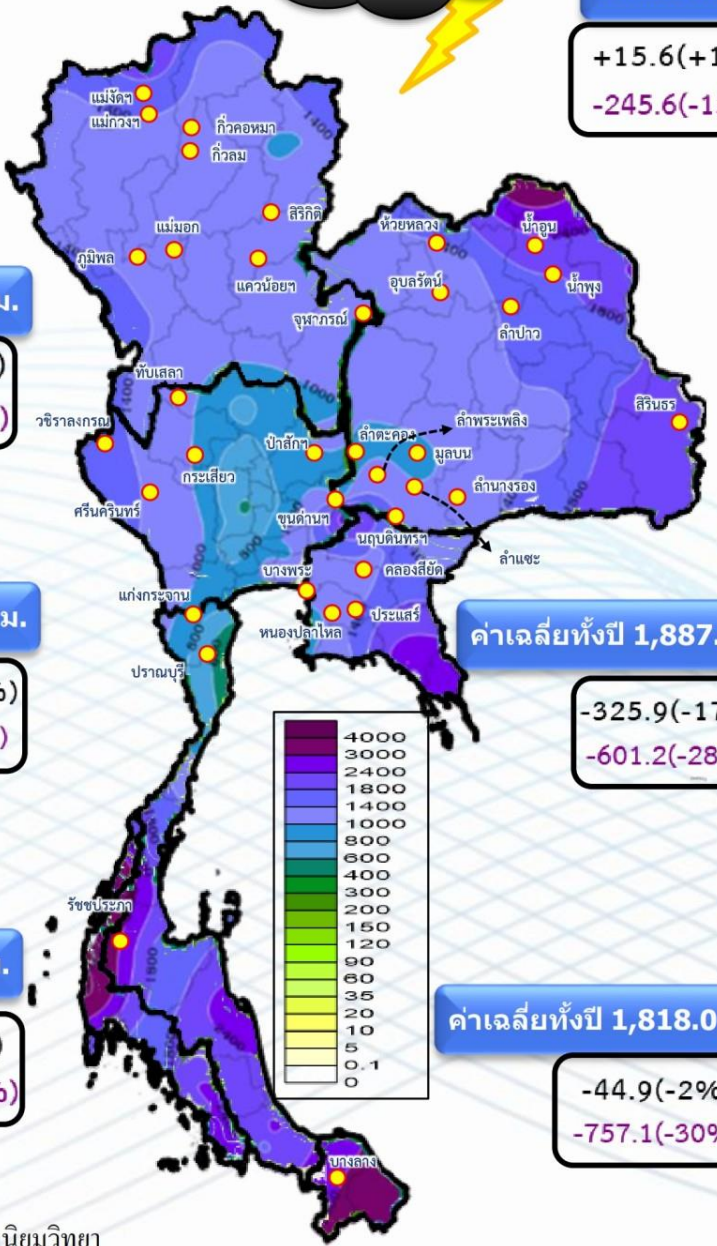 +15.6(+1
-245.6(-1
แม่งัดฯ
แม่กวงฯ
กิ่วคอหมา
กิ่วลม
1400
สิริกิติ์
แม่มอก
ภูมิพล
แควน้อยฯ
ห้วยหลวง
น้ำอูน
2400
อุบลรัตน์
น้ำพุง
1800
จุฬาภรณ์
ลำปาว
ม.
)
)
ทับเสลา
1000
1400
วชิราลงกรณ
ป่าสักฯ
ลำตะคอง
ลำพระเพลิง
มูลบน
สิรินธร
กระเสียว
ศรีนครินทร์
ขุนด่านฯ
ลำนางรอง
นฤบดินทรฯ
ลำแชะ
บางพระ
คลองสียัด
แก่งกระจาน
หนองปลาไหล
ประแสร์
ม.
%)
)
ปราณบุรี
800
ค่าเฉลี่ยทั้งปี 1,887.
-325.9(-17
-601.2(-28
4000
3000
2400
1800
1400
1000
800
600
400
300
200
150
120
90
60
35
20
10
5
0.1
0
รัชชประภา
1800
.
)
%)
ค่าเฉลี่ยทั้งปี 1,818.0
-44.9(-2%
-757.1(-30%
บางลาง
นิยมวิทยา